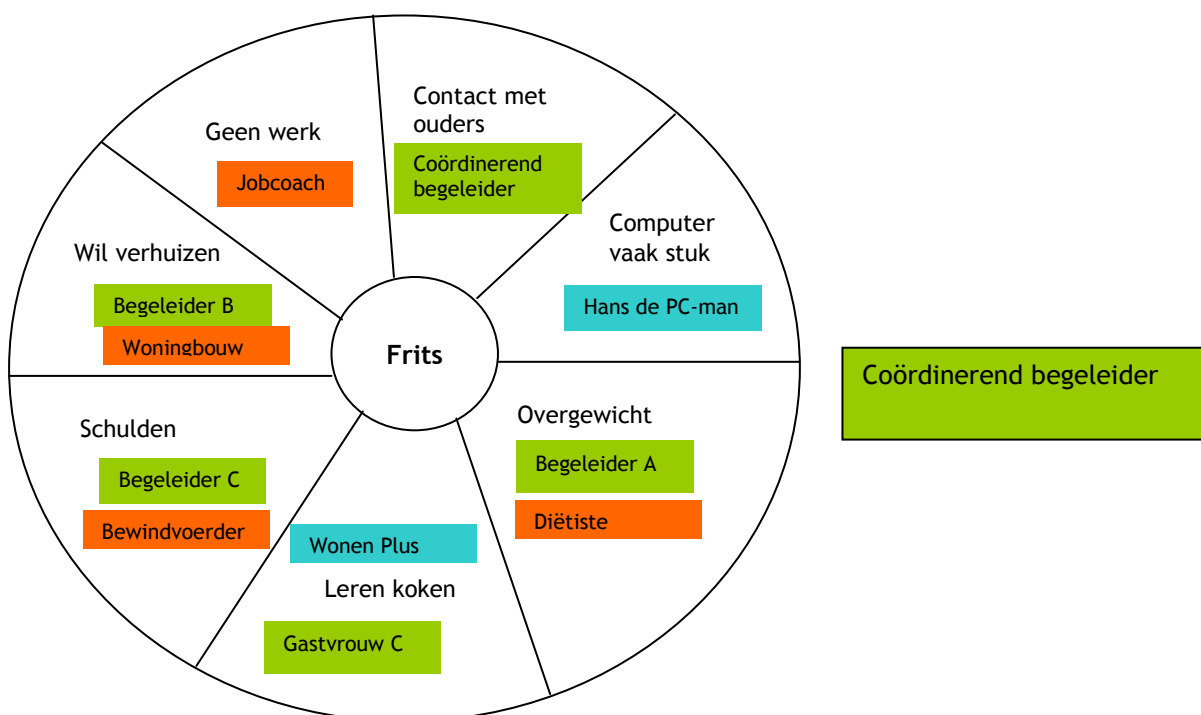 Contact met
ouders
Coördinerend
begeleider
Geen werk
Jobcoach
Computer
vaak stuk
Hans de PC-man
Wil verhuizen
Begeleider B
Woningbouw
Frits
Coördinerend begeleider
Overgewicht
Begeleider A
Diëtiste
Schulden
Begeleider C
Bewindvoerder
Wonen Plus
Leren koken
Gastvrouw C